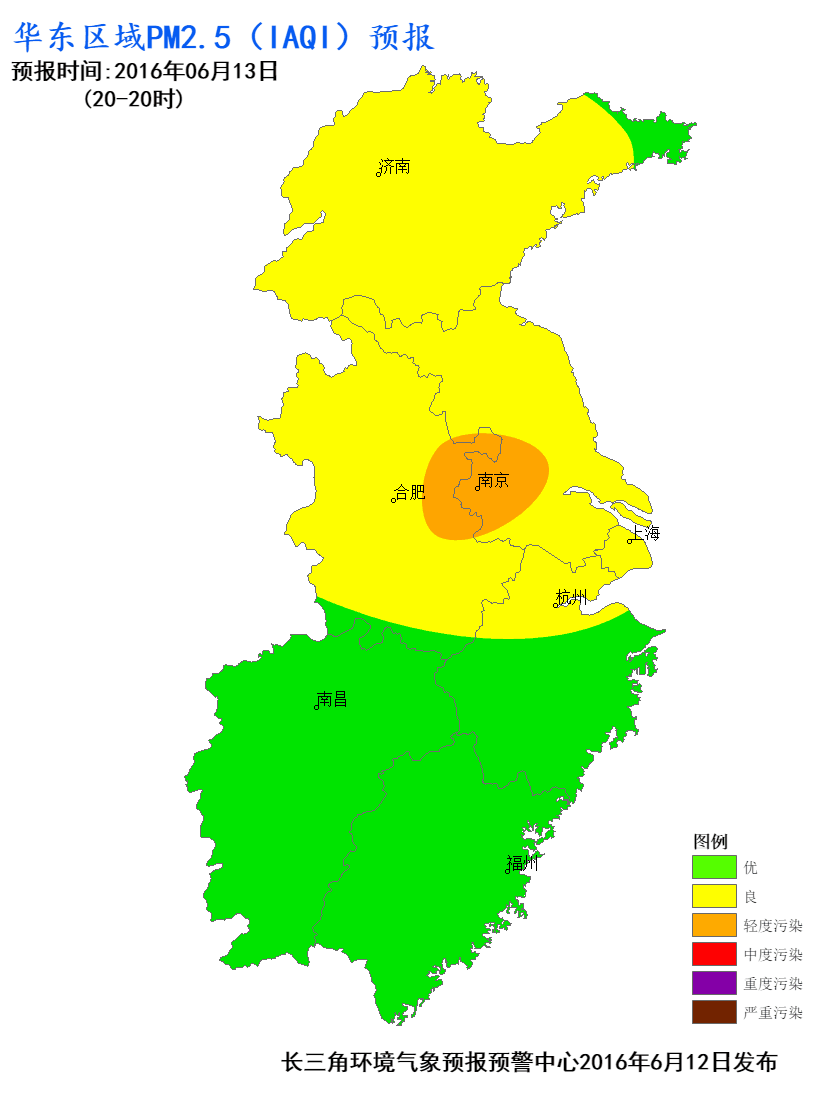 华东区域PM2.5（IAQI）预报
预报时间:2016年06月13日
(20-20时)
济南
南京
合肥
上海
杭州
南昌
福州
图例
优
良
轻度污染
中度污染
重度污染
严重污染
长三角环境气象预报预警中心2016年6月12日发布